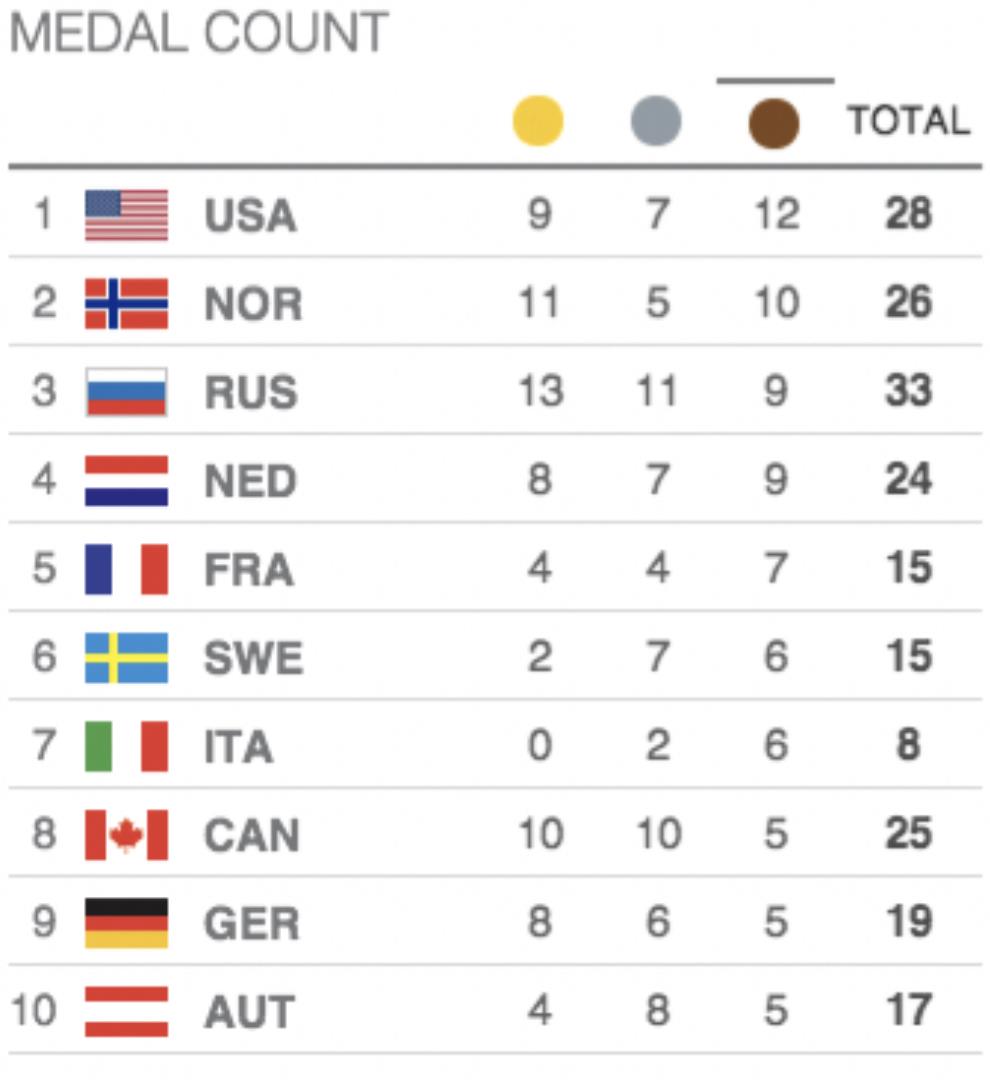 MEDAL COUNT
TOTAL
1 USA 9 7 12 28
2 NOR 11 5 10 26
3 RUS 13 11 9 33
4 NED 8 7 9 24
5 FRA 4 4 7 15
6 SWE 2 7 6 15
7 ITA 0 2 6 8
8 CAN 10 10 5 25
9 GER 8 6 5 19
10 AUT 4 8 5 17